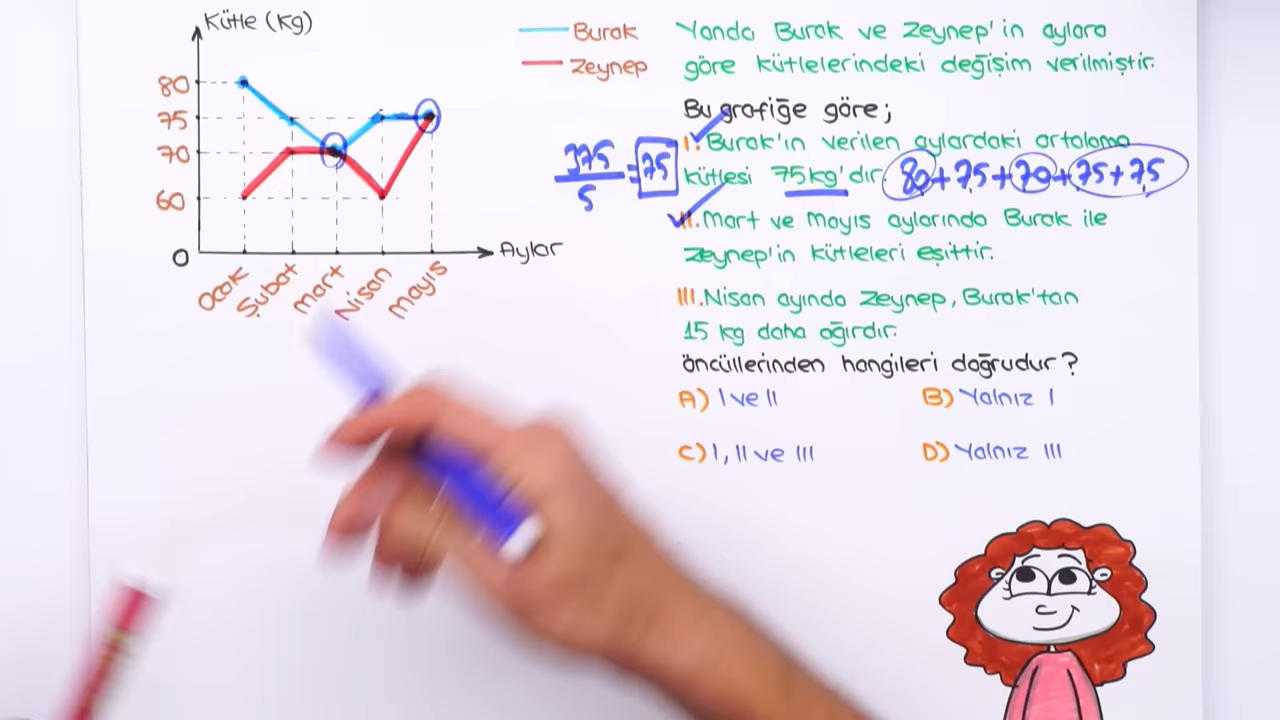 Kütle (Kg)
80
75
70
60
0
Ocak
Şubat
Mart
Nisan
Mayıs
Aylar
Burak
Zeynep
Yanda Burak ve Zeynep'in aylara
göre kütlelerindeki değişim verilmiştir.
Bu grafiğe göre;
I. Burak'ın verilen aylardaki ortalama
kütlesi 75kg'dır.
375
5
= 75
80+75+70+75+75
II. Mart ve Mayıs aylarında Burak ile
Zeynep'in kütleleri eşittir.
III. Nisan ayında Zeynep, Burak'tan
15 kg daha ağırdır.
öncüllerinden hangileri doğrudur?
A) I ve II
B) Yalnız I
C) I, II ve III
D) Yalnız III